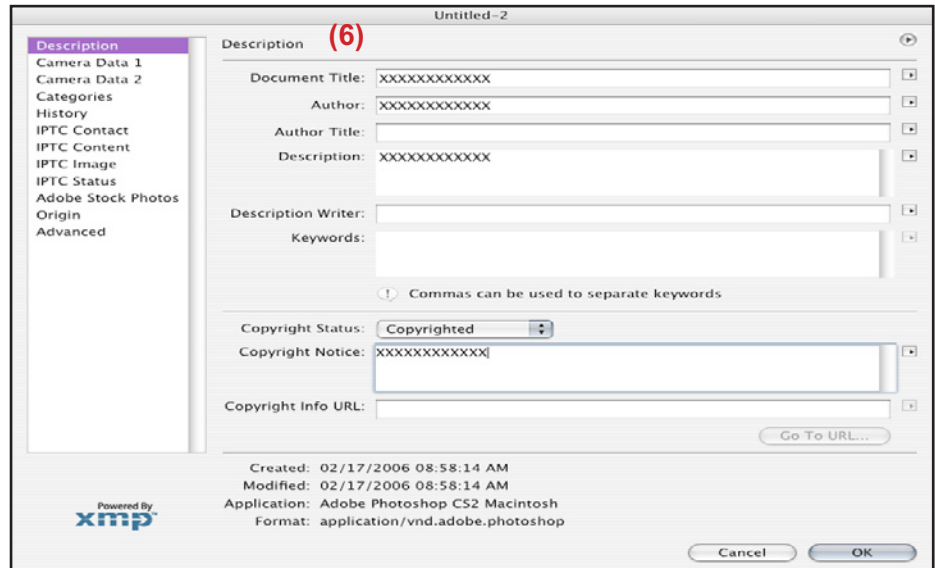 Untitled-2
Description
Camera Data 1
Camera Data 2
Categories
History
IPTC Contact
IPTC Content
IPTC Image
IPTC Status
Adobe Stock Photos
Origin
Advanced
Powered By
xmp™
Description (6)
Document Title: XXXXXXXXXXXX
Author: XXXXXXXXXXXX
Author Title:
Description: XXXXXXXXXXXX
Description Writer:
Keywords:
! Commas can be used to separate keywords
Copyright Status: Copyrighted
Copyright Notice: XXXXXXXXXXXX
Copyright Info URL:
Go To URL...
Created: 02/17/2006 08:58:14 AM
Modified: 02/17/2006 08:58:14 AM
Application: Adobe Photoshop CS2 Macintosh
Format: application/vnd.adobe.photoshop
Cancel OK